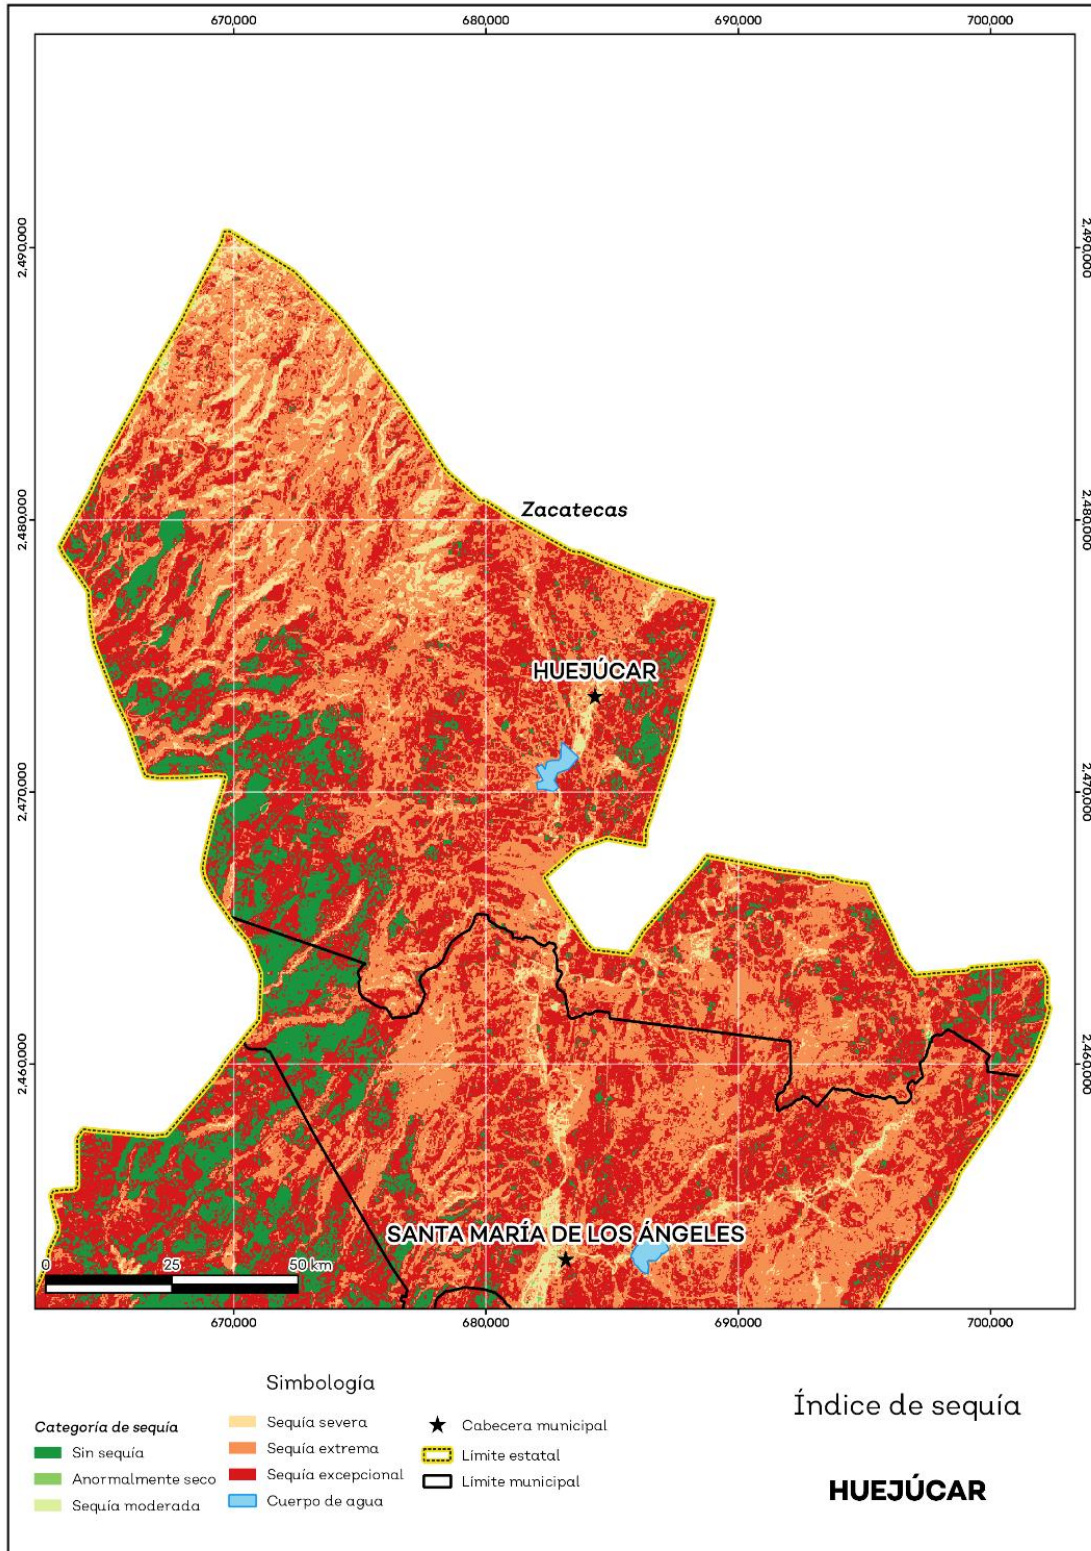 670,000 680,000 690,000 700,000
2,490,000 2,490,000
Zacatecas
2,480,000 2,480,000
HUEJÚCAR
2,470,000 2,470,000
2,460,000 2,460,000
SANTA MARÍA DE LOS ÁNGELES
0 25 50 km
670,000 680,000 690,000 700,000
Simbología
Categoría de sequía
Sin sequía
Anormalmente seco
Sequía moderada
Sequía severa
Sequía extrema
Sequía excepcional
Cuerpo de agua
Cabecera municipal
Límite estatal
Límite municipal
Índice de sequía
HUEJÚCAR